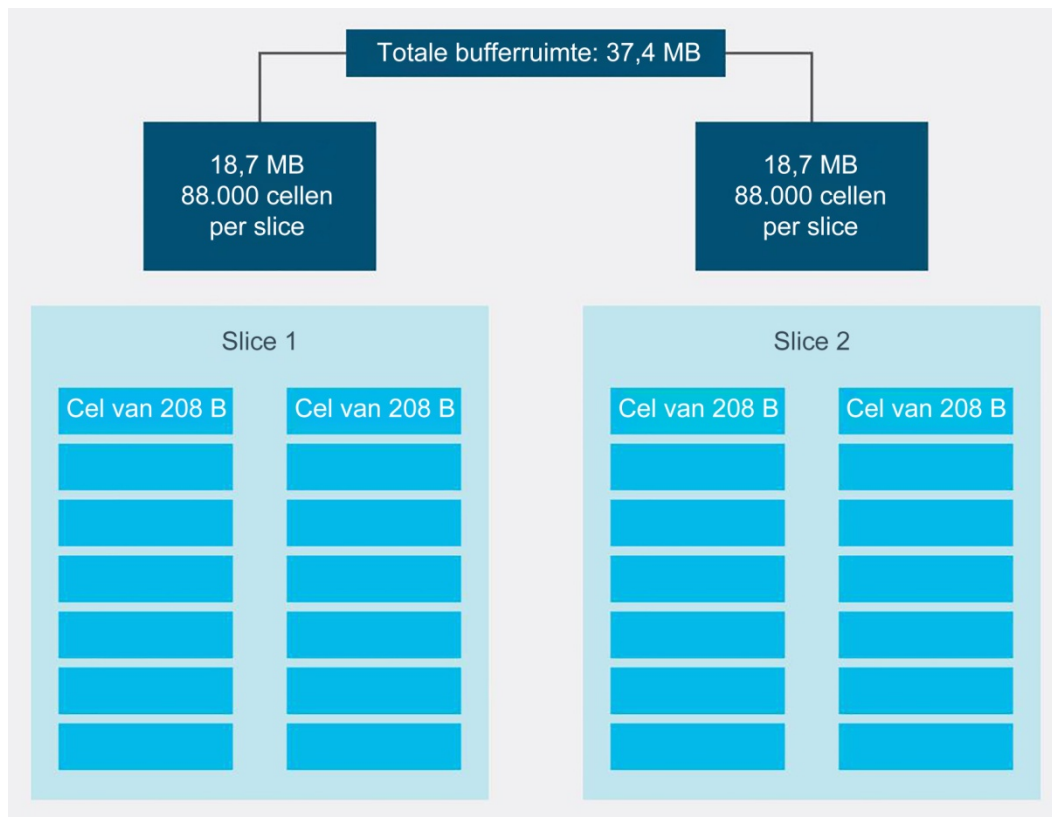 Totale bufferruimte: 37,4 MB
18,7 MB
88.000 cellen
per slice
18,7 MB
88.000 cellen
per slice
Slice 1
Cel van 208 B
Cel van 208 B
Slice 2
Cel van 208 B
Cel van 208 B